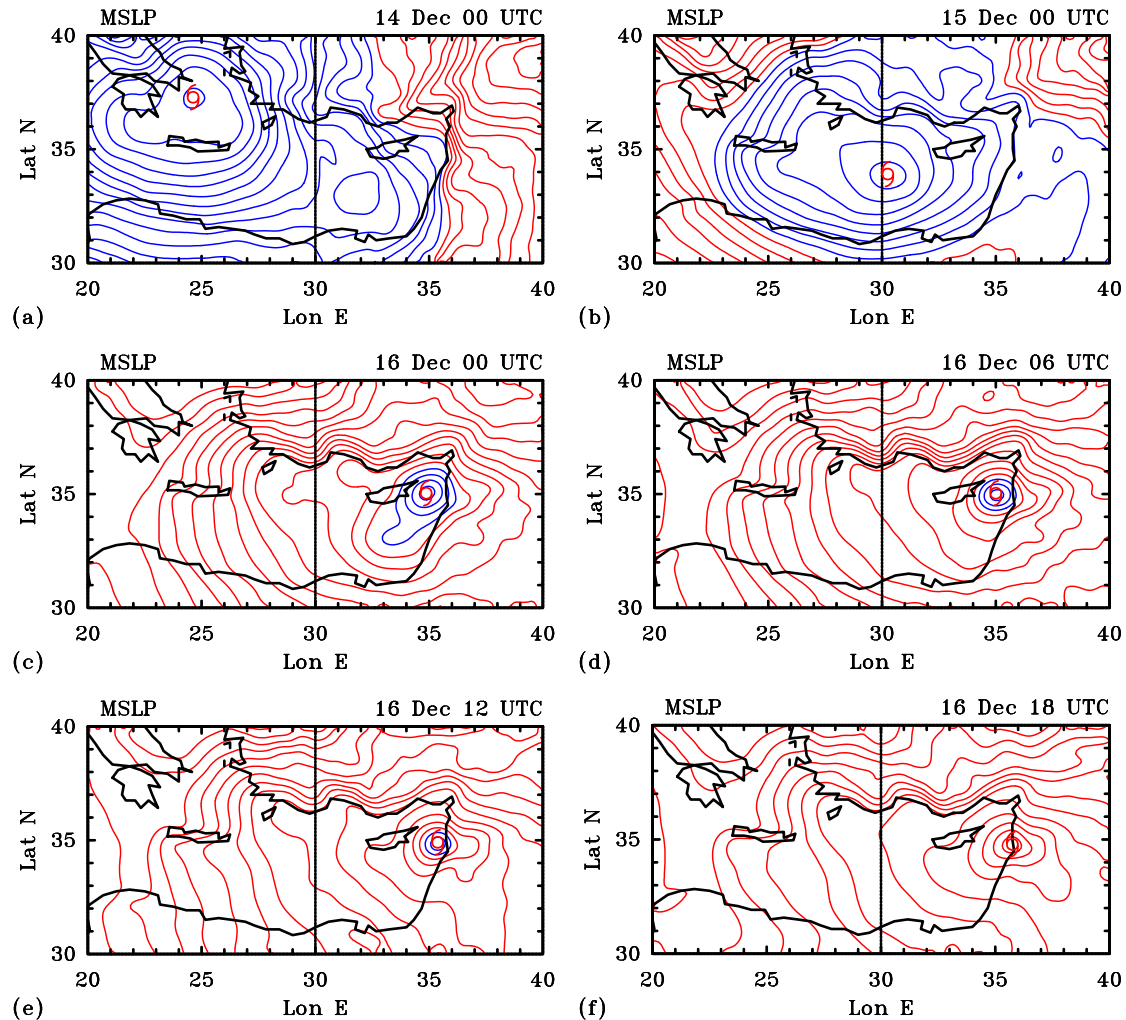 MSLP 14 Dec 00 UTC
40
35
30
Lat N
20 25 30 35 40
(a) Lon E
MSLP 15 Dec 00 UTC
40
35
30
Lat N
20 25 30 35 40
(b) Lon E
MSLP 16 Dec 00 UTC
40
35
30
Lat N
20 25 30 35 40
(c) Lon E
MSLP 16 Dec 06 UTC
40
35
30
Lat N
20 25 30 35 40
(d) Lon E
MSLP 16 Dec 12 UTC
40
35
30
Lat N
20 25 30 35 40
(e) Lon E
MSLP 16 Dec 18 UTC
40
35
30
Lat N
20 25 30 35 40
(f) Lon E